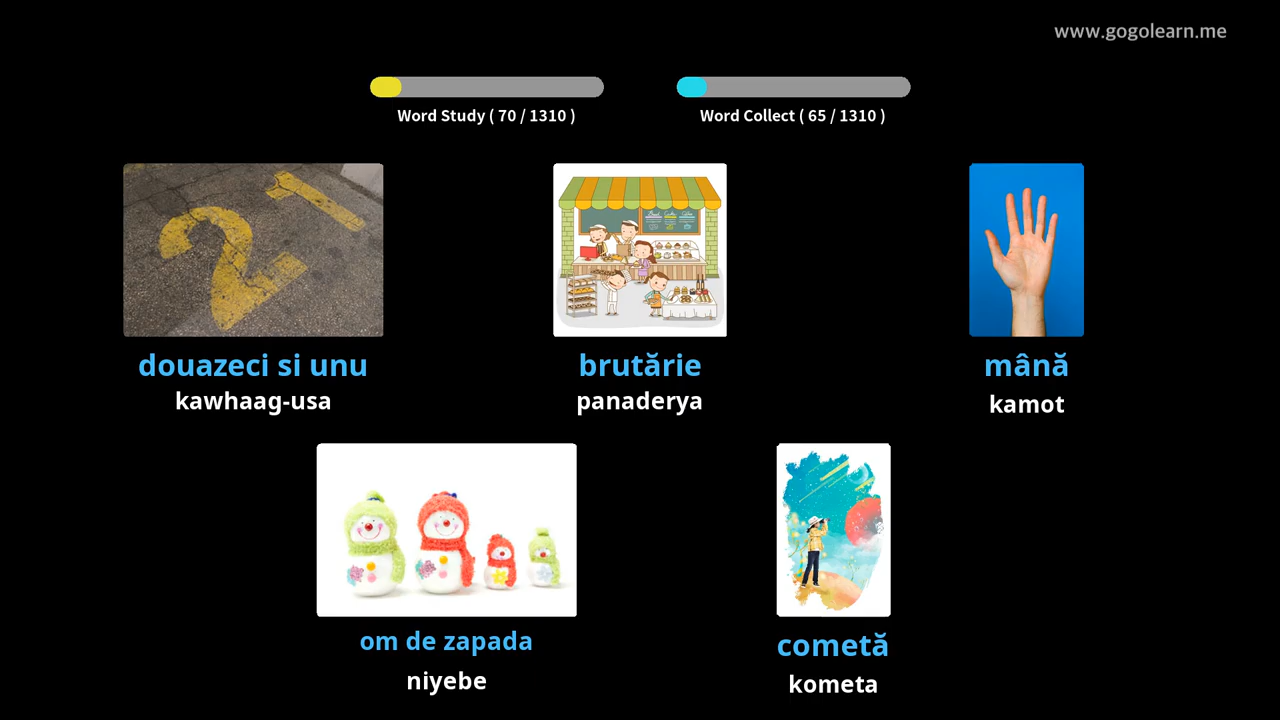 www.gogolearn.me
Word Study ( 70 / 1310 )
Word Collect ( 65 / 1310 )
21
douazeci si unu
kawhaag-usa
brutărie
panaderya
mână
kamot
om de zapada
niyebe
cometă
kometa